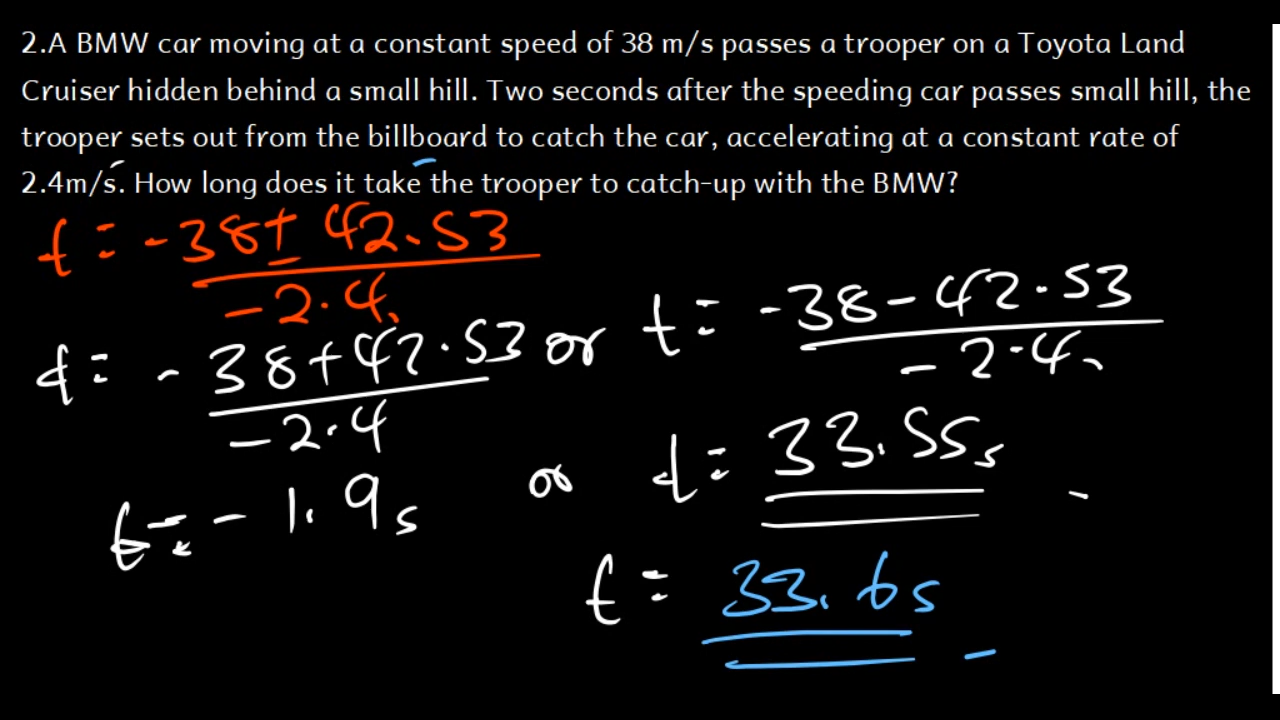 2.A BMW car moving at a constant speed of 38 m/s passes a trooper on a Toyota Land
Cruiser hidden behind a small hill. Two seconds after the speeding car passes small hill, the
trooper sets out from the billboard to catch the car, accelerating at a constant rate of
2.4m/s. How long does it take the trooper to catch-up with the BMW?
t = -38 ± 42.53
-2.4
t = -38 + 42.53 or t = -38 - 42.53
-2.4 -2.4
t = -1.9s or t = 33.55s
t = 33.6s